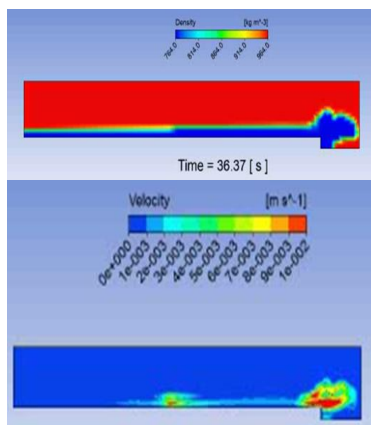 Density [kg m^-3]
764.0 814.0 864.0 914.0 964.0
Time = 36.37 [ s ]
Velocity [m s^-1]
0e+000 1e-003 2e-003 3e-003 4e-003 5e-003 6e-003 7e-003 8e-003 9e-003 1e-002